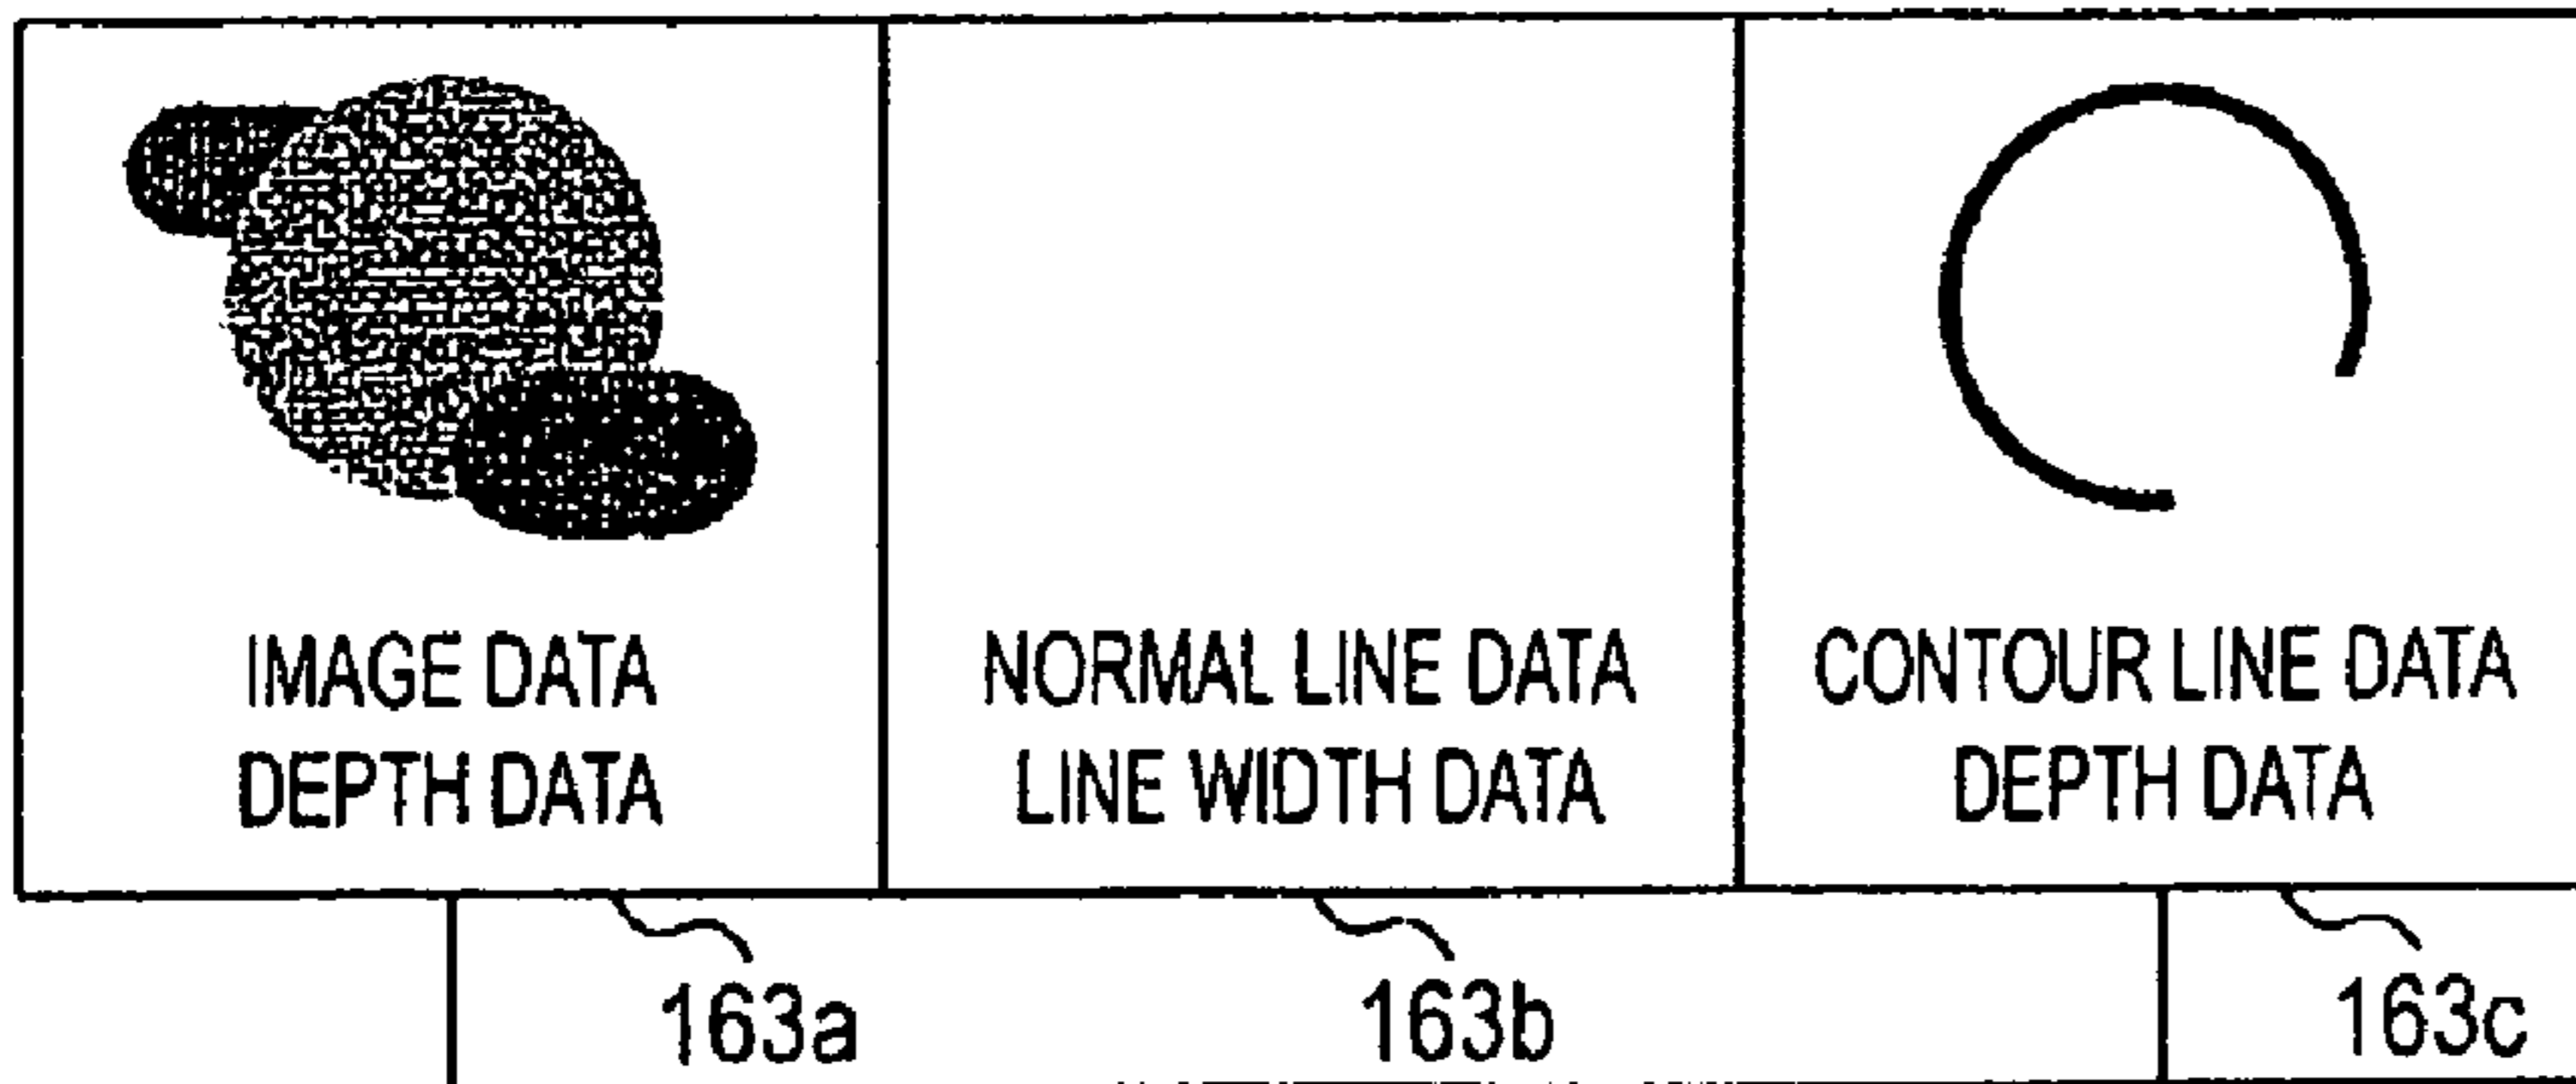 IMAGE DATA
DEPTH DATA
NORMAL LINE DATA
LINE WIDTH DATA
CONTOUR LINE DATA
DEPTH DATA
163a
163b
163c